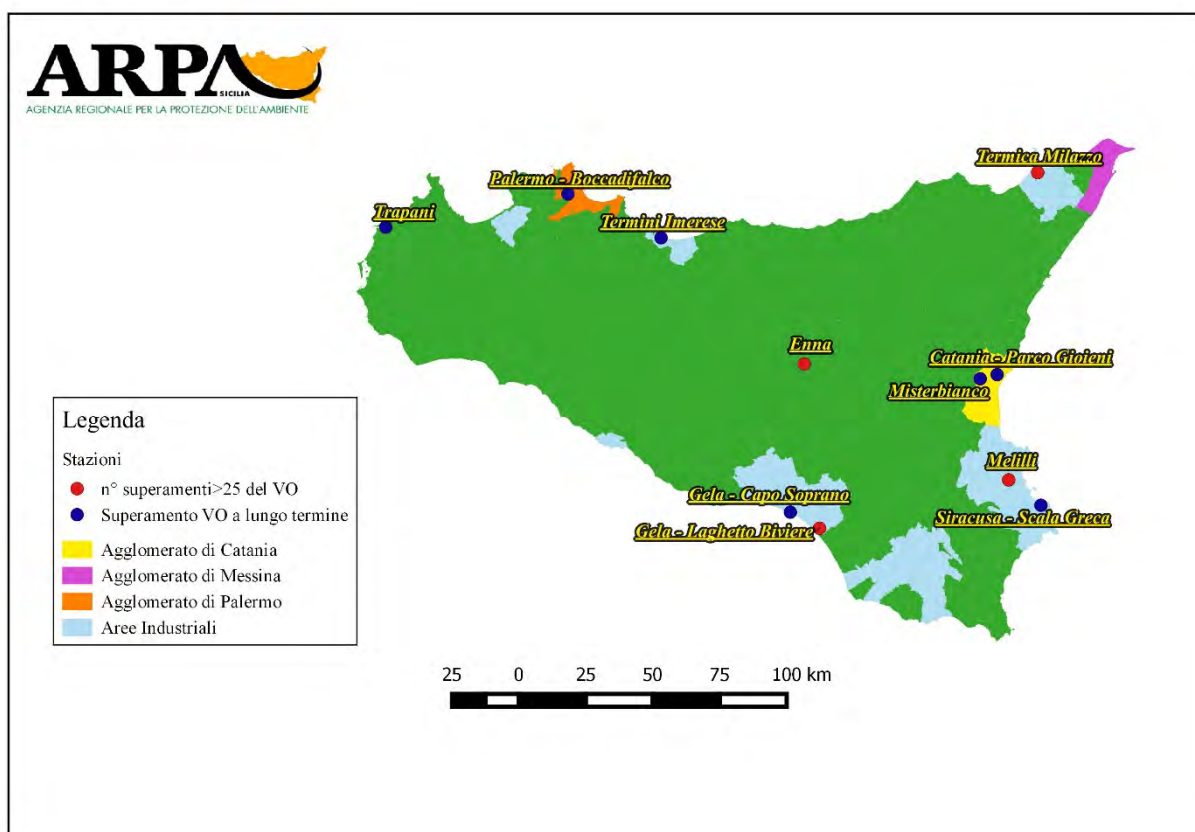 ARPA
SICILIA
AGENZIA REGIONALE PER LA PROTEZIONE DELL'AMBIENTE
Termica Milazzo
Palermo - Boccadifalco
Trapani
Termini Imerese
Enna
Catania - Parco Gioieni
Misterbianco
Melilli
Gela - Capo Soprano
Siracusa - Scala Greca
Gela - Laghetto Biviere
Legenda
Stazioni
n° superamenti>25 del VO
Superamento VO a lungo termine
Agglomerato di Catania
Agglomerato di Messina
Agglomerato di Palermo
Aree Industriali
25 0 25 50 75 100 km